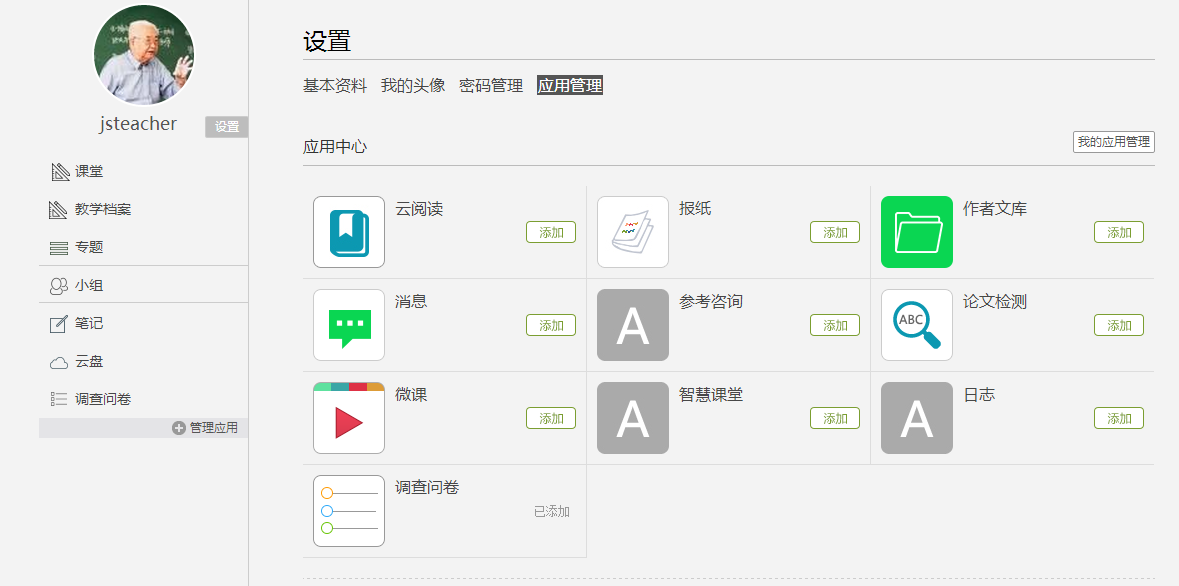 jsteacher
设置
课堂
教学档案
专题
小组
笔记
云盘
调查问卷
管理应用
设置
基本资料 我的头像 密码管理 应用管理
应用中心
我的应用管理
云阅读
添加
报纸
添加
作者文库
添加
消息
添加
A
参考咨询
添加
ABC
论文检测
添加
微课
添加
A
智慧课堂
添加
A
日志
添加
调查问卷
已添加